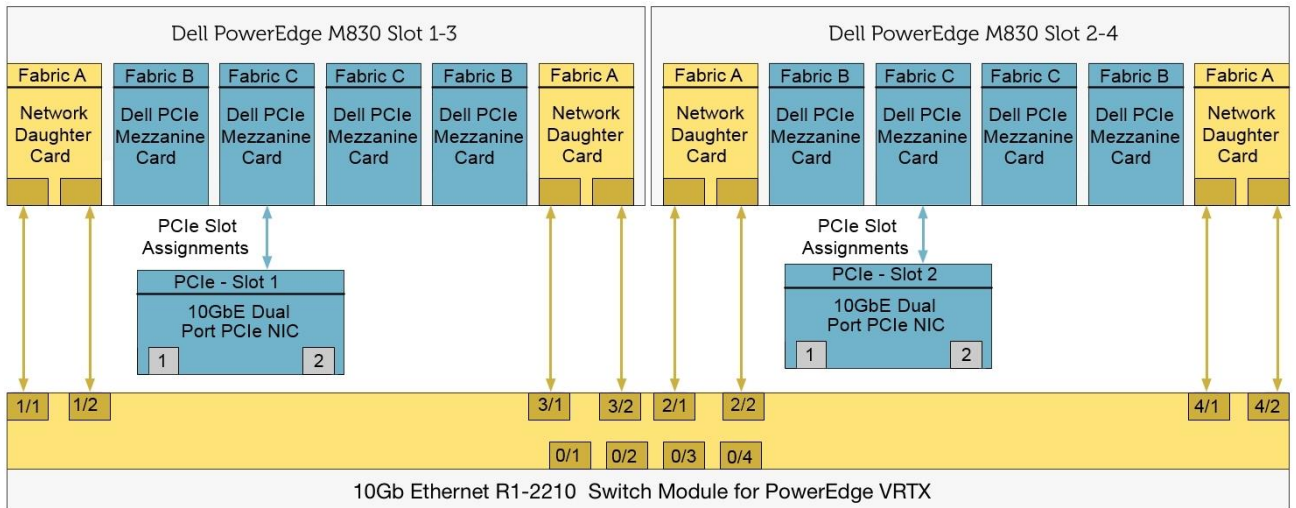 Dell PowerEdge M830 Slot 1-3
Fabric A
Network
Daughter
Card
Fabric B
Dell PCIe
Mezzanine
Card
Fabric C
Dell PCIe
Mezzanine
Card
Fabric C
Dell PCIe
Mezzanine
Card
Fabric B
Dell PCIe
Mezzanine
Card
Fabric A
Network
Daughter
Card
Dell PowerEdge M830 Slot 2-4
Fabric A
Network
Daughter
Card
Fabric B
Dell PCIe
Mezzanine
Card
Fabric C
Dell PCIe
Mezzanine
Card
Fabric C
Dell PCIe
Mezzanine
Card
Fabric B
Dell PCIe
Mezzanine
Card
Fabric A
Network
Daughter
Card
PCIe Slot
Assignments
PCIe - Slot 1
10GbE Dual
Port PCIe NIC
1
2
PCIe Slot
Assignments
PCIe - Slot 2
10GbE Dual
Port PCIe NIC
1
2
1/1
1/2
3/1
3/2
2/1
2/2
4/1
4/2
0/1
0/2
0/3
0/4
10Gb Ethernet R1-2210 Switch Module for PowerEdge VRTX